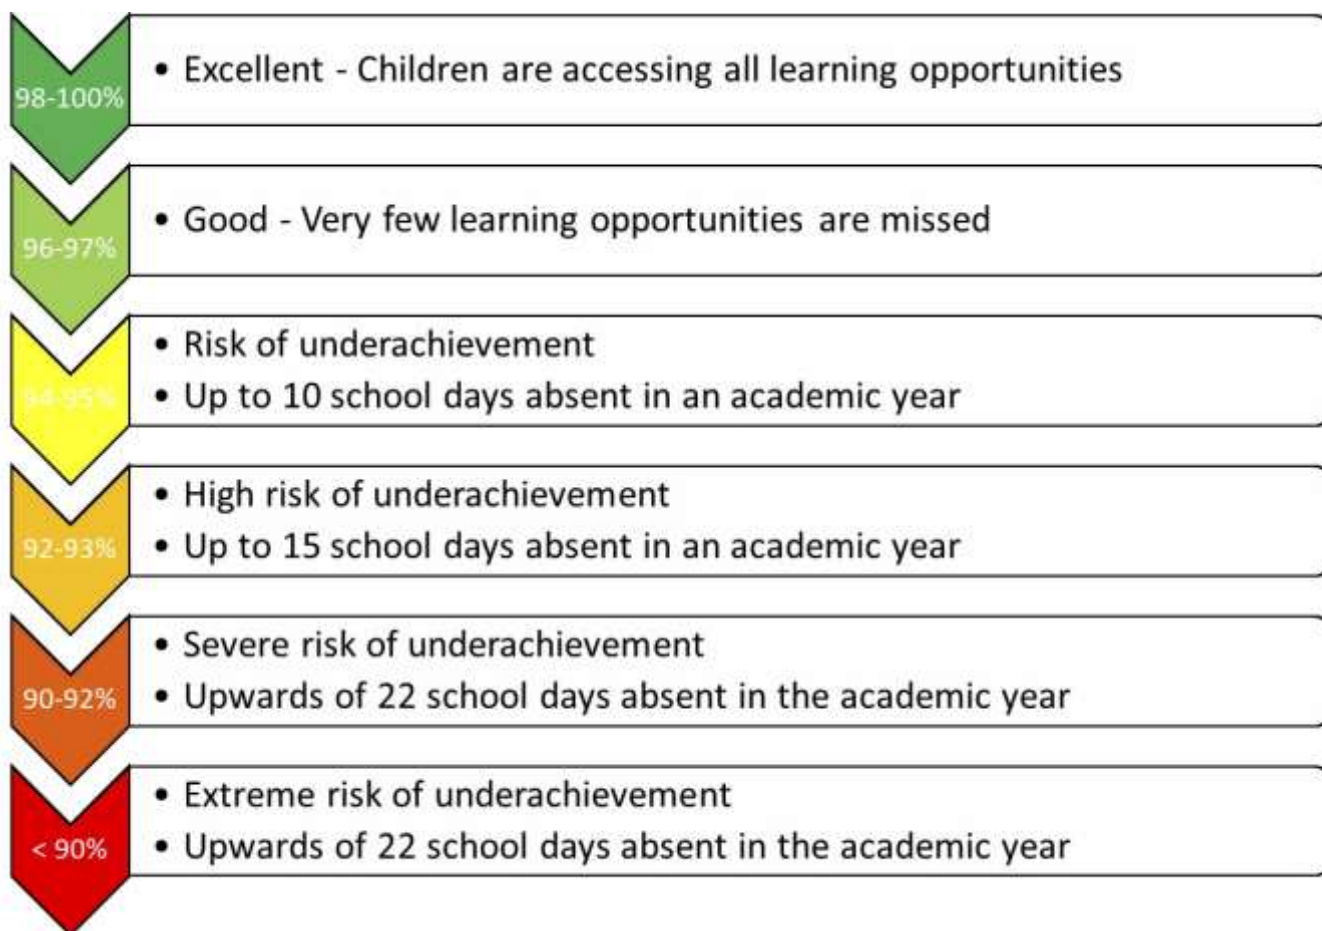 98-100%
• Excellent - Children are accessing all learning opportunities
96-97%
• Good - Very few learning opportunities are missed
94-95%
• Risk of underachievement
• Up to 10 school days absent in an academic year
92-93%
• High risk of underachievement
• Up to 15 school days absent in an academic year
90-92%
• Severe risk of underachievement
• Upwards of 22 school days absent in the academic year
< 90%
• Extreme risk of underachievement
• Upwards of 22 school days absent in the academic year